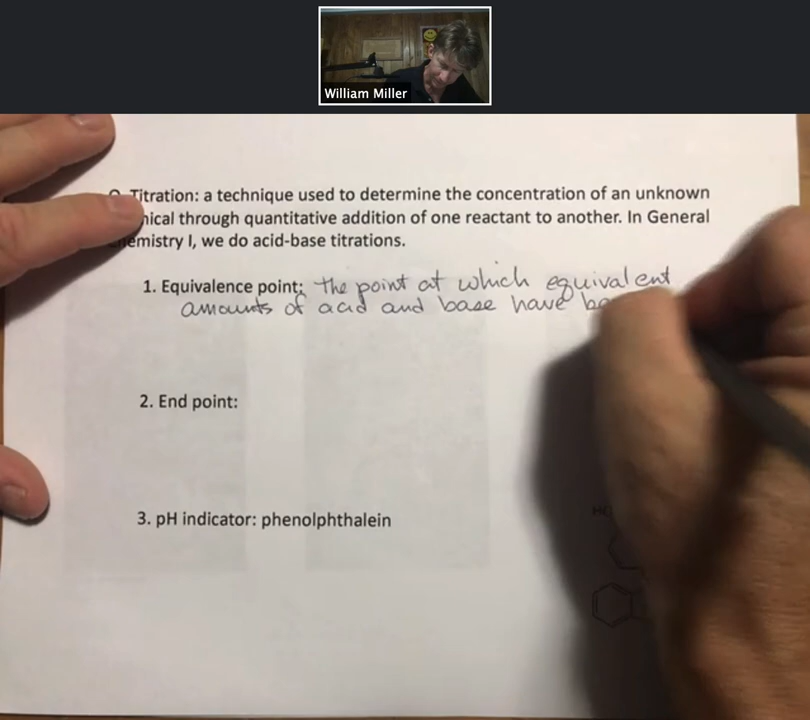 William Miller
Titration: a technique used to determine the concentration of an unknown
through quantitative addition of one reactant to another. In General
I, we do acid-base titrations.
1. Equivalence point: the point at which equivalent
amounts of acid and base have
2. End point:
3. pH indicator: phenolphthalein